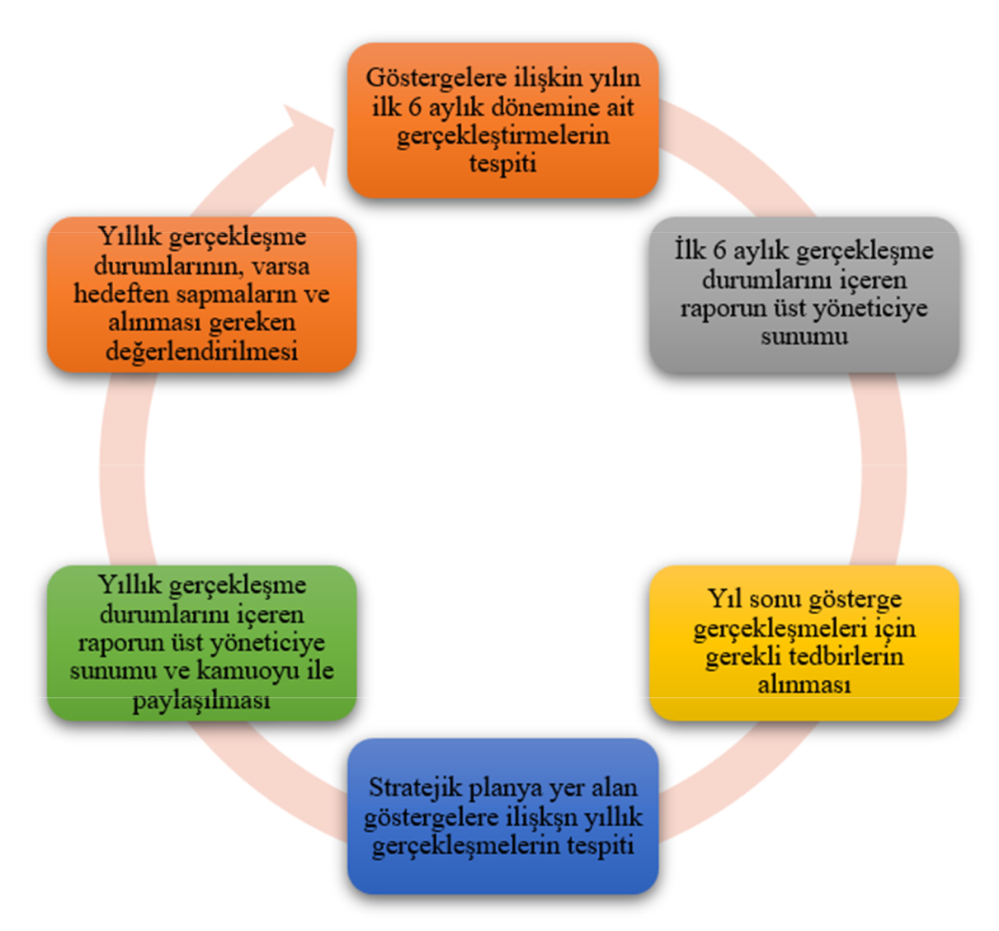 Göstergelere ilişkin yılın
ilk 6 aylık dönemine ait
gerçekleştirmelerin
tespiti
İlk 6 aylık gerçekleşme
durumlarını içeren
raporun üst yöneticiye
sunumu
Yıl sonu gösterge
gerçekleşmeleri için
gerekli tedbirlerin
alınması
Stratejik planya yer alan
göstergelere ilişkşn yıllık
gerçekleşmelerin tespiti
Yıllık gerçekleşme
durumlarını içeren
raporun üst yöneticiye
sunumu ve kamuoyu ile
paylaşılması
Yıllık gerçekleşme
durumlarının, varsa
hedeften sapmaların ve
alınması gereken
değerlendirilmesi